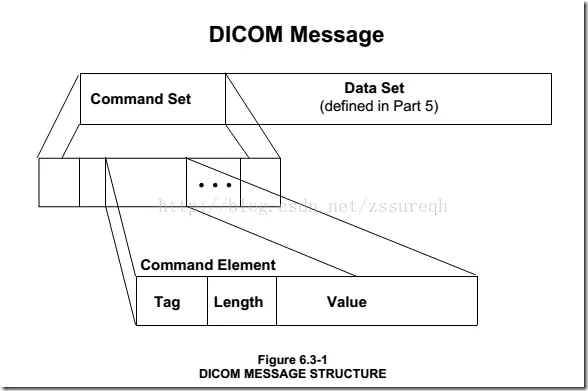 DICOM Message
Command Set
Data Set
(defined in Part 5)
• • •
http://blog.csdn.net/zssureqh
Command Element
Tag
Length
Value
Figure 6.3-1
DICOM MESSAGE STRUCTURE